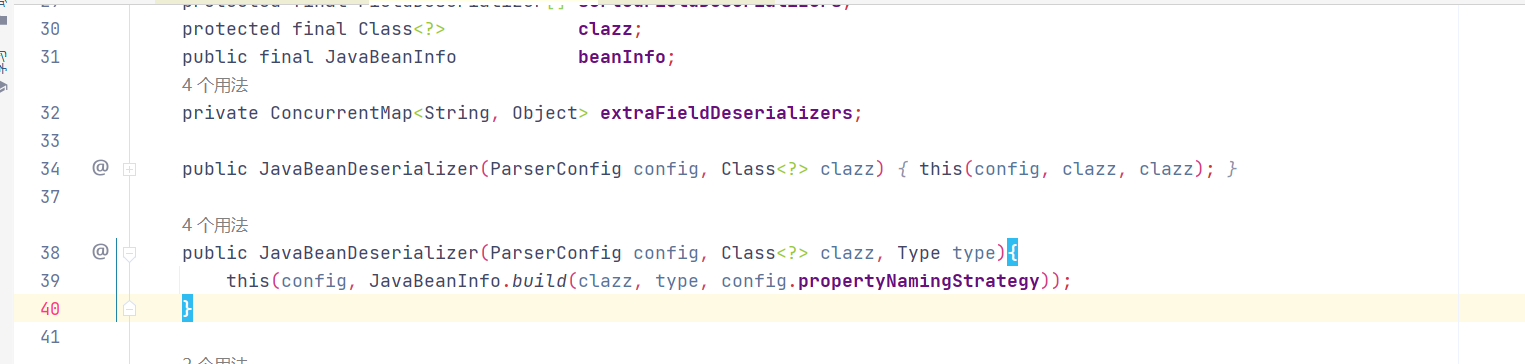 30 protected final Class<?> clazz;
31 public final JavaBeanInfo beanInfo;
4 个用法
32 private ConcurrentMap<String, Object> extraFieldDeserializers;
33
34 @ public JavaBeanDeserializer(ParserConfig config, Class<?> clazz) { this(config, clazz, clazz); }
37
4 个用法
38 @ public JavaBeanDeserializer(ParserConfig config, Class<?> clazz, Type type){
39 this(config, JavaBeanInfo.build(clazz, type, config.propertyNamingStrategy));
40 }
41